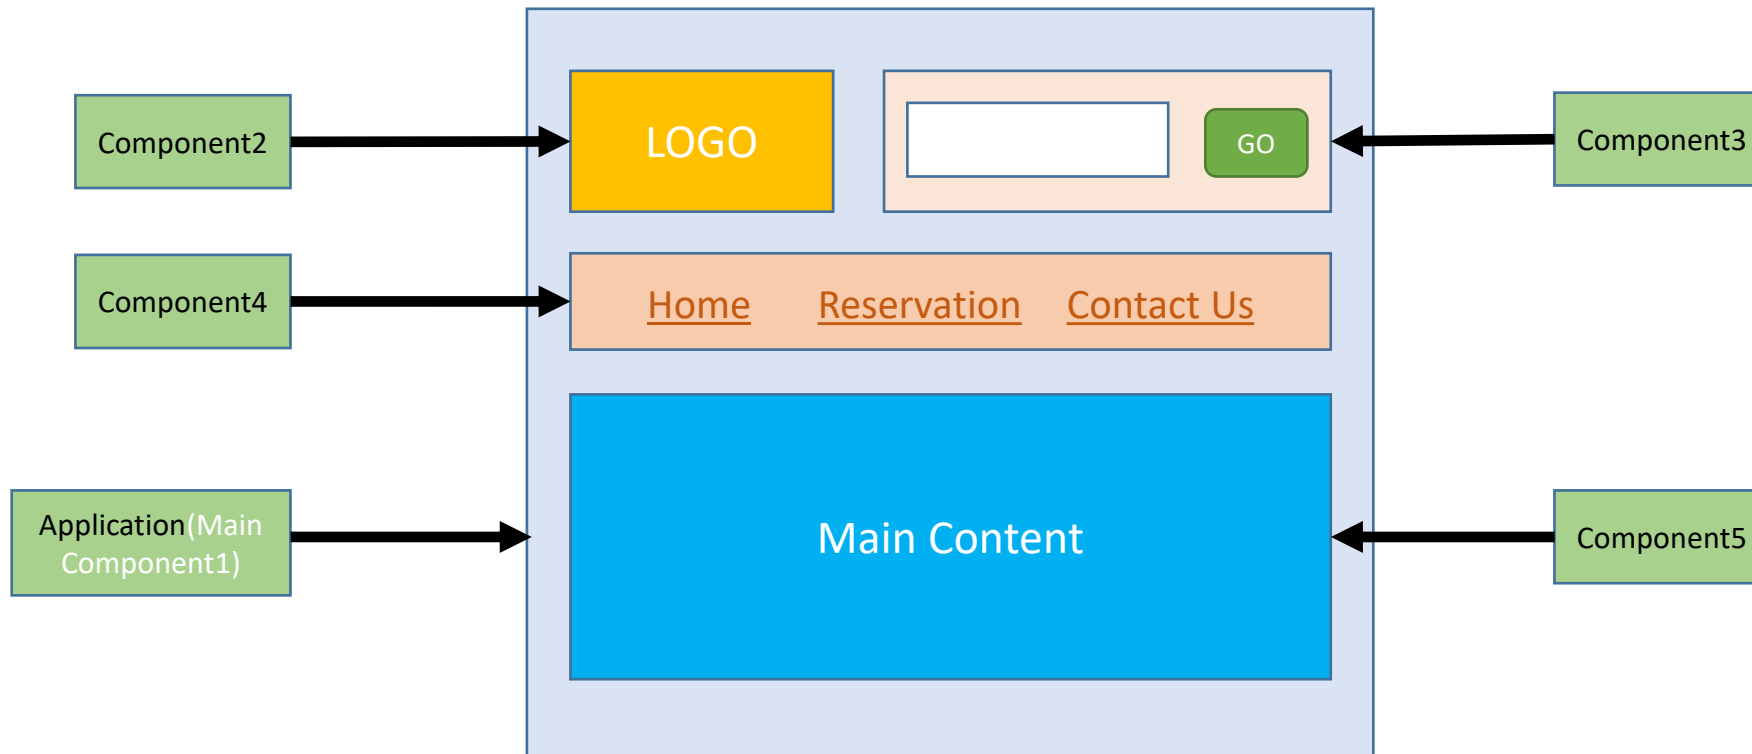 Component2
LOGO
GO
Component3
Component4
Home Reservation Contact Us
Application(Main
Component1)
Main Content
Component5